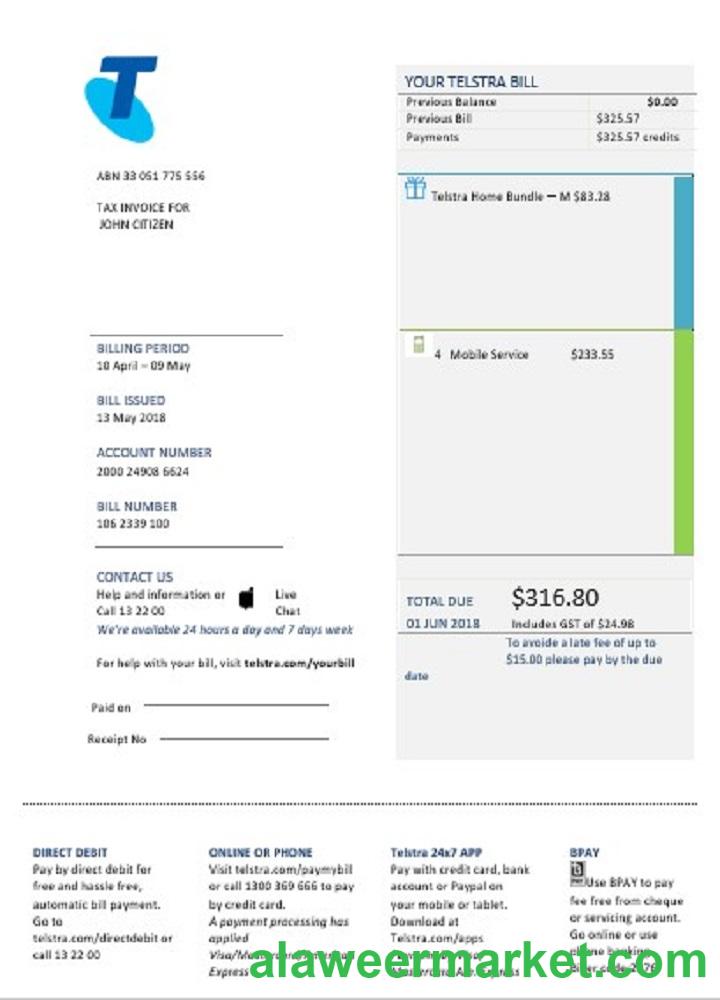 T
ABN 33 051 775 556
TAX INVOICE FOR
JOHN CITIZEN
BILLING PERIOD
10 April – 09 May
BILL ISSUED
13 May 2018
ACCOUNT NUMBER
2000 24908 6624
BILL NUMBER
106 2339 100
CONTACT US
Help and information or
Call 13 22 00
Live
Chat
We're available 24 hours a day and 7 days week
For help with your bill, visit telstra.com/yourbill
Paid on
Receipt No
YOUR TELSTRA BILL
Previous Balance $0.00
Previous Bill $325.57
Payments $325.57 credits
Telstra Home Bundle — M $83.28
4 Mobile Service $233.55
TOTAL DUE $316.80
01 JUN 2018 Includes GST of $24.98
To avoide a late fee of up to
$15.00 please pay by the due
date
DIRECT DEBIT
Pay by direct debit for
free and hassle free,
automatic bill payment.
Go to
telstra.com/directdebit or
call 13 22 00
ONLINE OR PHONE
Visit telstra.com/paymybill
or call 1300 369 666 to pay
by credit card.
A payment processing has
applied
Express
Telstra 24x7 APP
Pay with credit card, bank
account or Paypal on
your mobile or tablet.
Download at
Telstra.com/apps
BPAY
Use BPAY to pay
fee free from cheque
or servicing account.
Go online or use
phone banking
alaweermarket.com